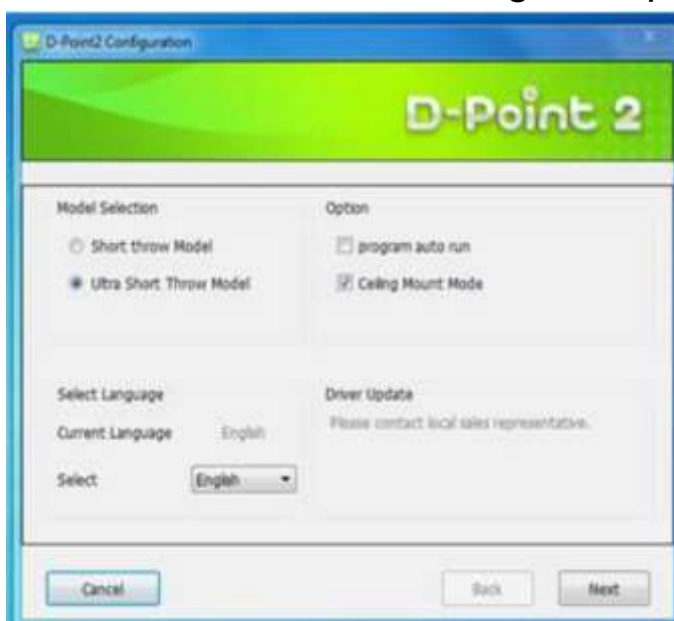 D-Point2 Configuration
D-Point 2
Model Selection
Short throw Model
Ultra Short Throw Model
Option
program auto run
Ceiling Mount Mode
Select Language
Current Language English
Select English
Driver Update
Please contact local sales representative.
Cancel Back Next